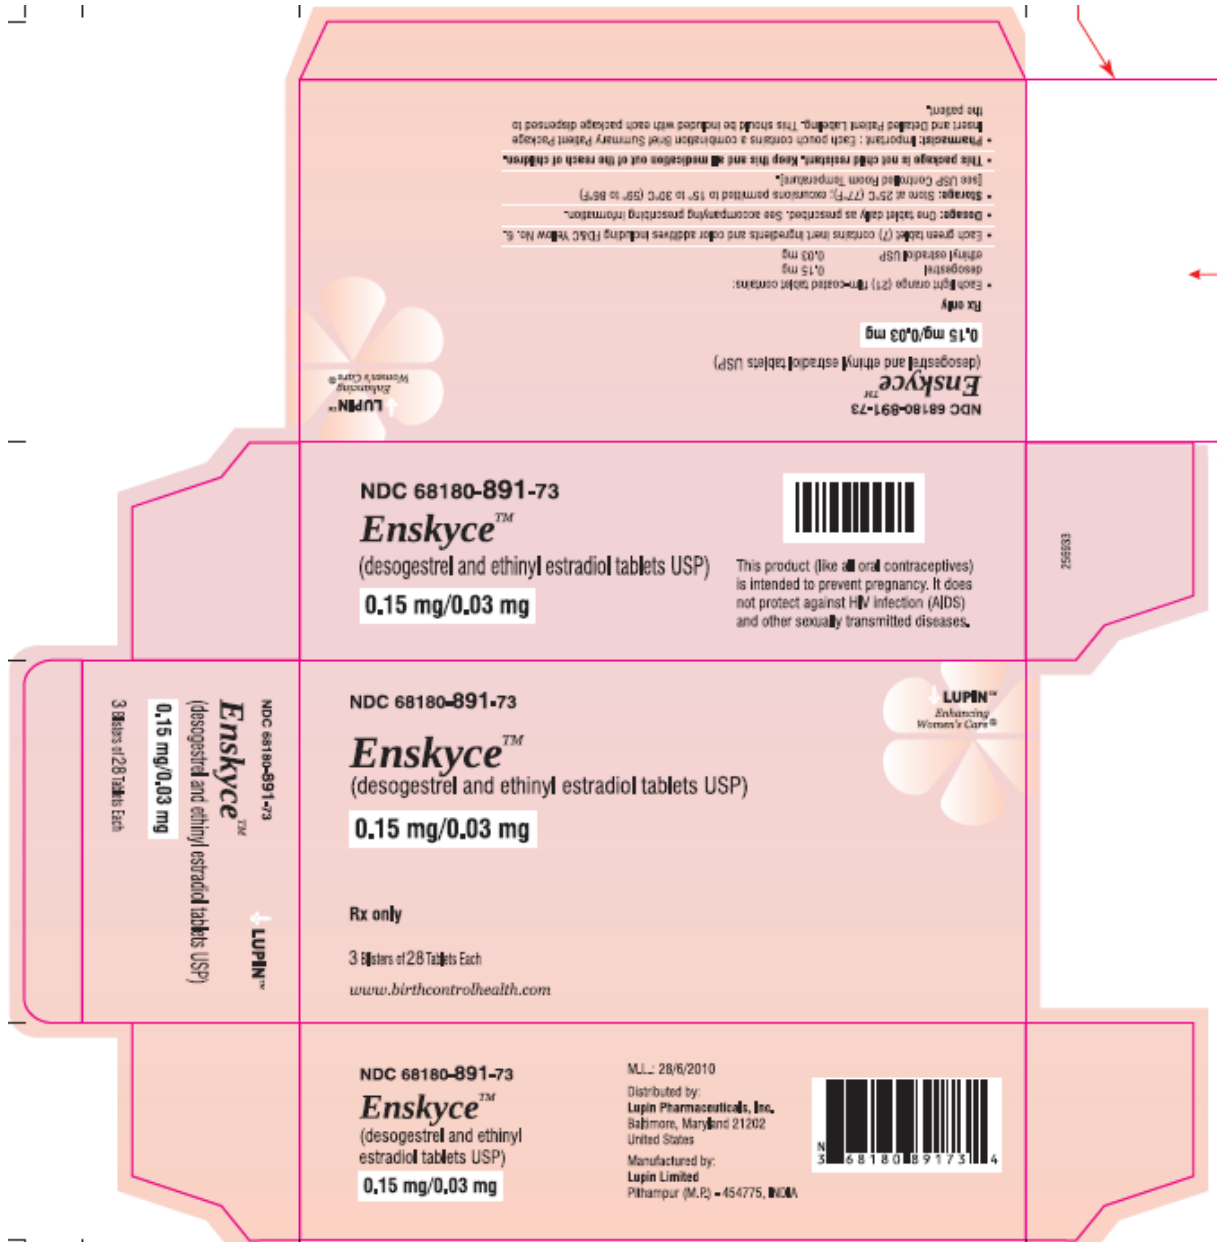 the patient.
Insert and Detailed Patient Labeling. This should be included with each package dispensed to
• Pharmacist: Important : Each pouch contains a combination Brief Summary Patient Package
• This package is not child resistant. Keep this and all medication out of the reach of children.
[see USP Controlled Room Temperature].
• Storage: Store at 25°C (77°F); excursions permitted to 15° to 30°C (59° to 86°F)
• Dosage: One tablet daily as prescribed. See accompanying prescribing information.
• Each green tablet (7) contains inert ingredients and color additives including FD&C Yellow No. 6.
ethinyl estradiol USP 0.03 mg
desogestrel 0.15 mg
• Each light orange (21) film-coated tablet contains:
Rx only
0.15 mg/0.03 mg
(desogestrel and ethinyl estradiol tablets USP)
Enskyce™
NDC 68180-891-73
Women's Care®
Enhancing
LUPIN™
NDC 68180-891-73
Enskyce™
(desogestrel and ethinyl estradiol tablets USP)
0.15 mg/0.03 mg
This product (like all oral contraceptives)
is intended to prevent pregnancy. It does
not protect against HIV infection (AIDS)
and other sexually transmitted diseases.
256933
NDC 68180-891-73
Enskyce™
(desogestrel and ethinyl estradiol tablets USP)
0.15 mg/0.03 mg
3 Blisters of 28 Tablets Each
LUPIN™
NDC 68180-891-73
Enskyce™
(desogestrel and ethinyl estradiol tablets USP)
0.15 mg/0.03 mg
Rx only
3 Blisters of 28 Tablets Each
www.birthcontrolhealth.com
LUPIN™
Enhancing
Women's Care®
NDC 68180-891-73
Enskyce™
(desogestrel and ethinyl
estradiol tablets USP)
0.15 mg/0.03 mg
M.L.: 28/6/2010
Distributed by:
Lupin Pharmaceuticals, Inc.
Baltimore, Maryland 21202
United States
Manufactured by:
Lupin Limited
Pithampur (M.P.) - 454775, INDIA
N
3 68180 89173 4